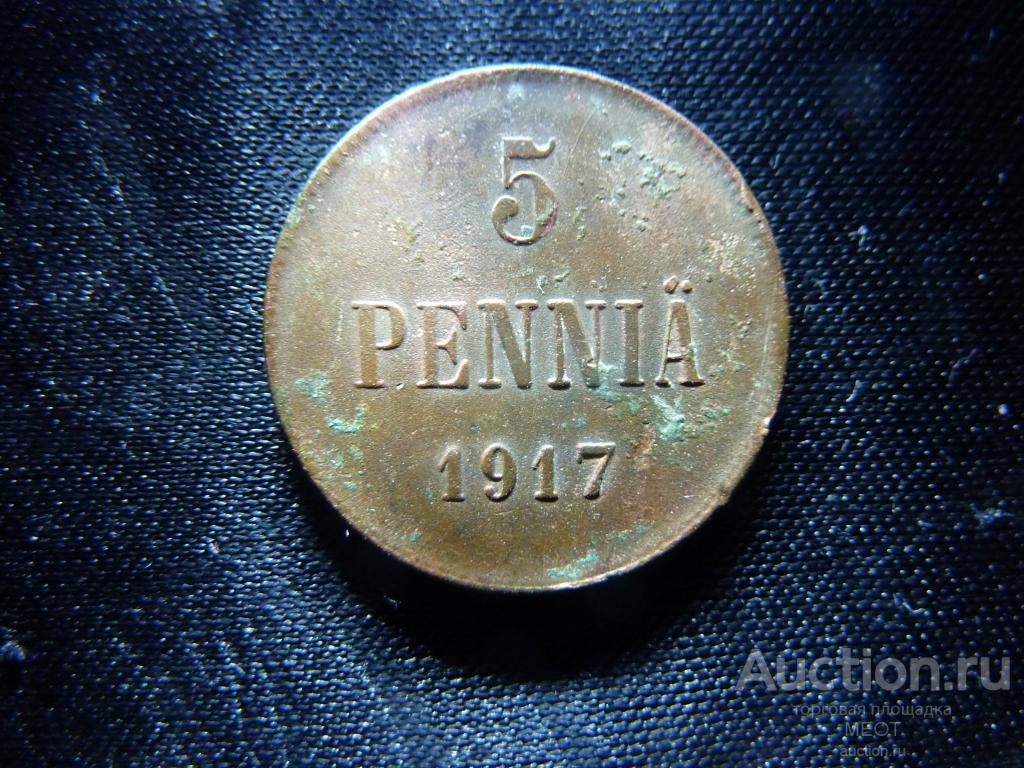 5
PENNIÄ
1917
Auction.ru
торговая площадка
МЕОТ
auction.ru